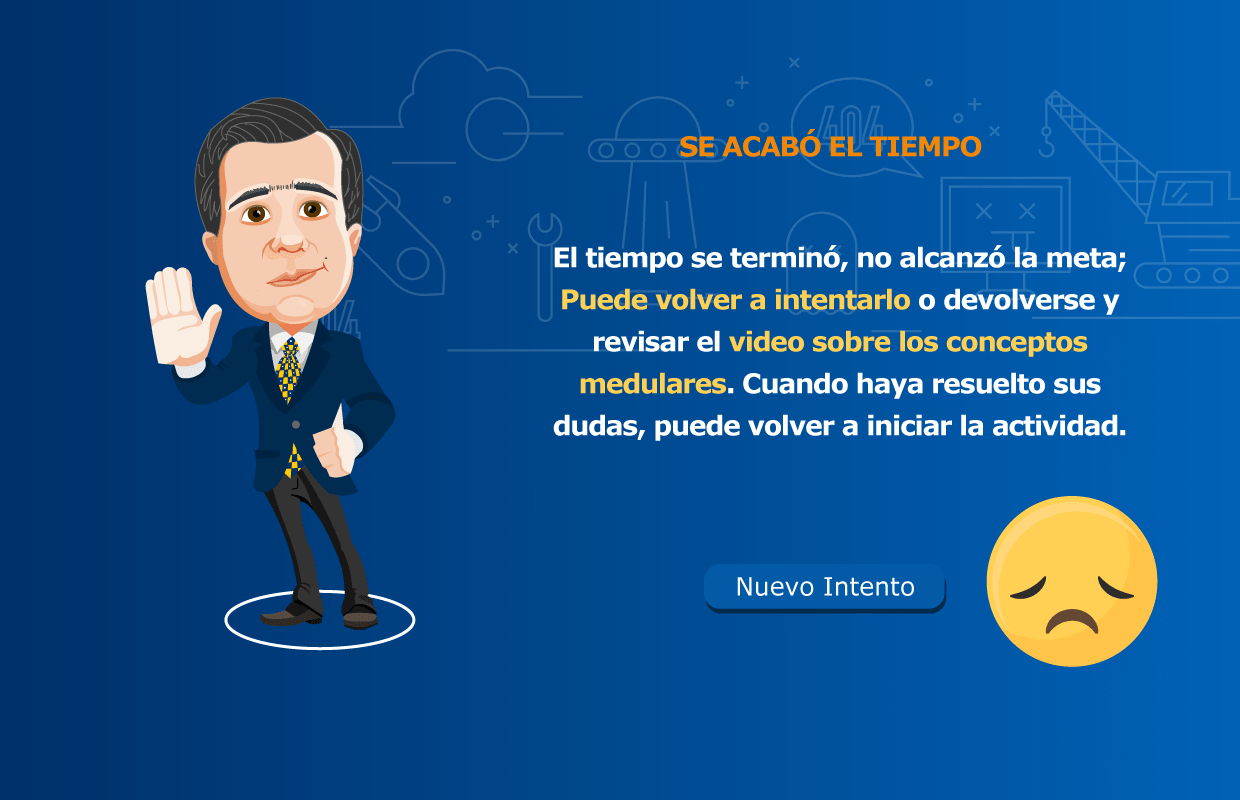 404
SE ACABÓ EL TIEMPO
El tiempo se terminó, no alcanzó la meta;
Puede volver a intentarlo o devolverse y
revisar el video sobre los conceptos
medulares. Cuando haya resuelto sus
dudas, puede volver a iniciar la actividad.
Nuevo Intento